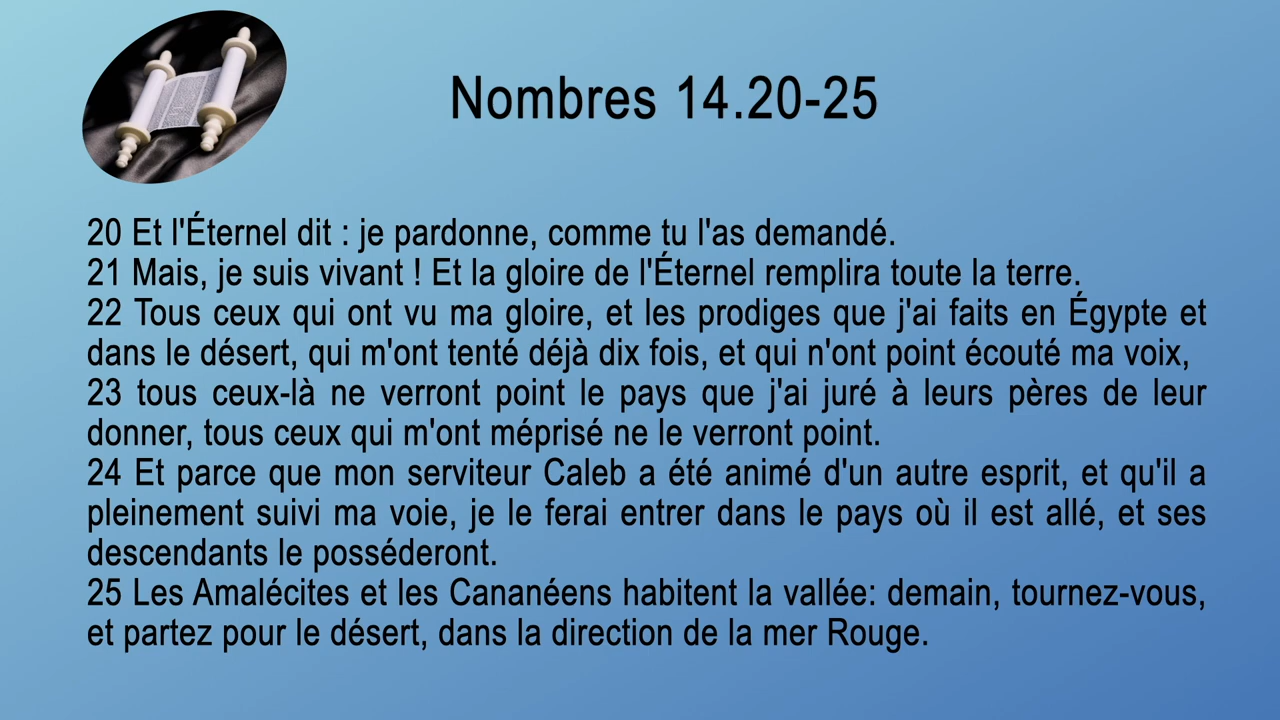 Nombres 14.20-25
20 Et l'Éternel dit : je pardonne, comme tu l'as demandé.
21 Mais, je suis vivant ! Et la gloire de l'Éternel remplira toute la terre.
22 Tous ceux qui ont vu ma gloire, et les prodiges que j'ai faits en Égypte et
dans le désert, qui m'ont tenté déjà dix fois, et qui n'ont point écouté ma voix,
23 tous ceux-là ne verront point le pays que j'ai juré à leurs pères de leur
donner, tous ceux qui m'ont méprisé ne le verront point.
24 Et parce que mon serviteur Caleb a été animé d'un autre esprit, et qu'il a
pleinement suivi ma voie, je le ferai entrer dans le pays où il est allé, et ses
descendants le posséderont.
25 Les Amalécites et les Cananéens habitent la vallée: demain, tournez-vous,
et partez pour le désert, dans la direction de la mer Rouge.